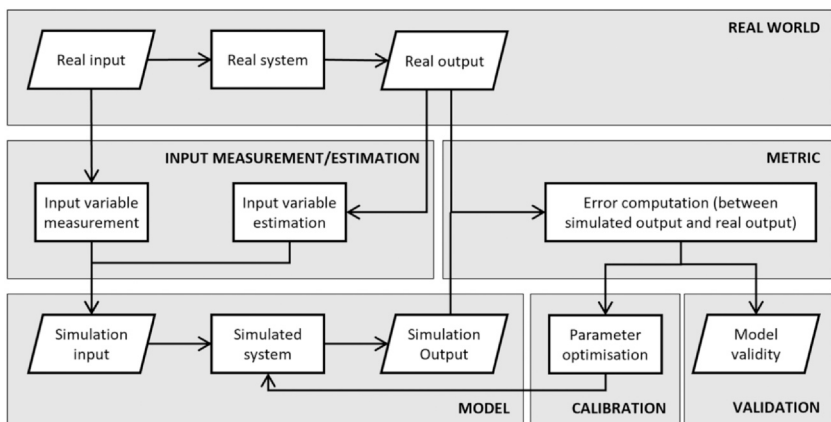 REAL WORLD
Real input
Real system
Real output
INPUT MEASUREMENT/ESTIMATION
METRIC
Input variable
measurement
Input variable
estimation
Error computation (between
simulated output and real output)
Simulation
input
Simulated
system
Simulation
Output
Parameter
optimisation
Model
validity
MODEL
CALIBRATION
VALIDATION